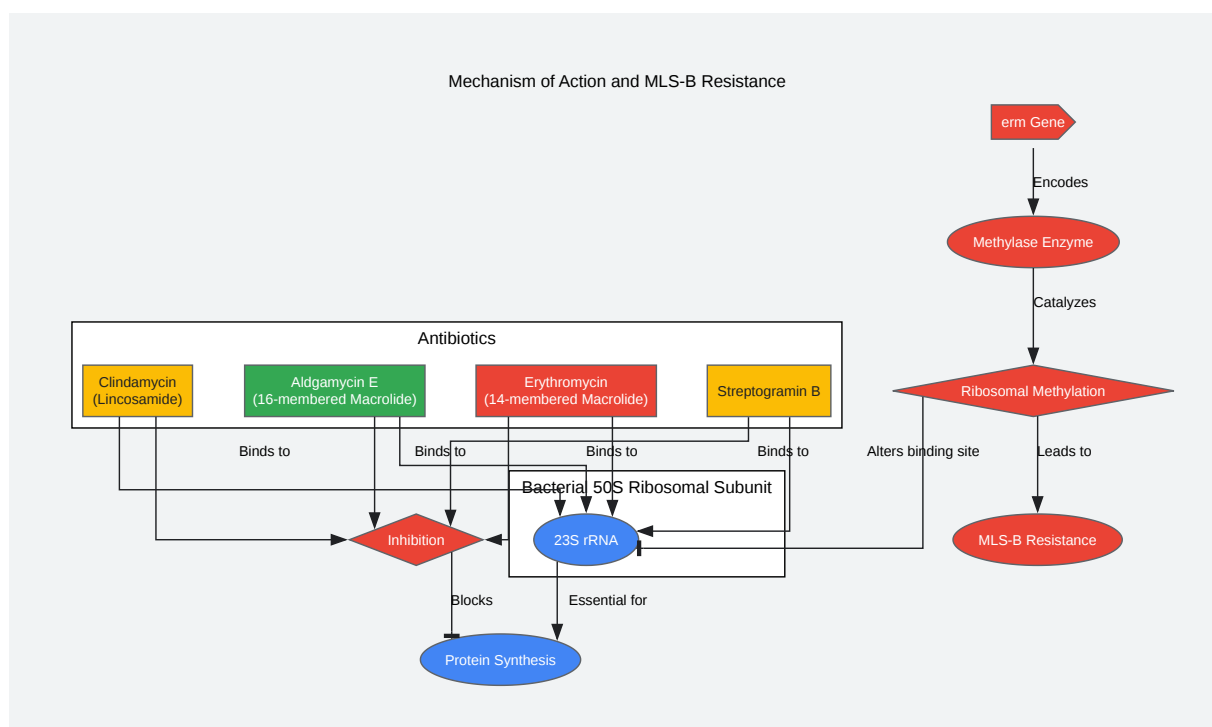 Mechanism of Action and MLS-B Resistance
erm Gene
Encodes
Methylase Enzyme
Catalyzes
Antibiotics
Clindamycin
(Lincosamide)
Aldgamycin E
(16-membered Macrolide)
Erythromycin
(14-membered Macrolide)
Streptogramin B
Ribosomal Methylation
Binds to
Binds to
Binds to
Binds to
Alters binding site
Leads to
Bacterial 50S Ribosomal Subunit
Inhibition
23S rRNA
MLS-B Resistance
Blocks
Essential for
Protein Synthesis